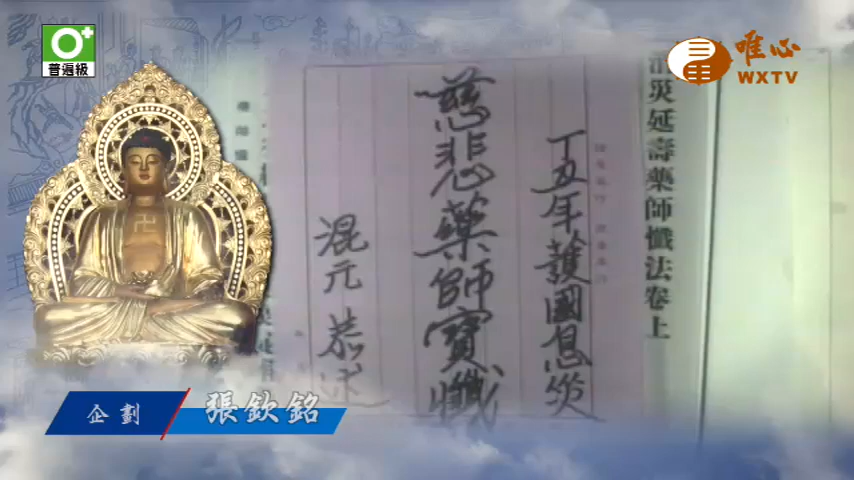 普遍級
唯心
WXTV
消災延壽藥師懺法卷上
丁丑年護國息災
慈悲藥師寶懺
混元 恭述
企劃
張欽銘